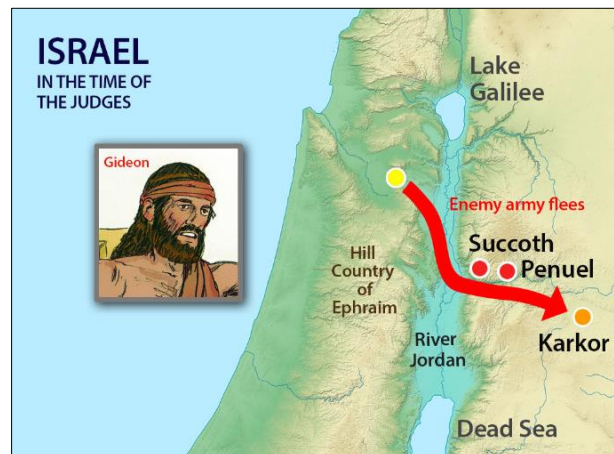 ISRAEL
IN THE TIME OF
THE JUDGES
Lake
Galilee
Gideon
Enemy army flees
Succoth
Penuel
Hill
Country
of
Ephraim
River
Jordan
Karkor
Dead Sea